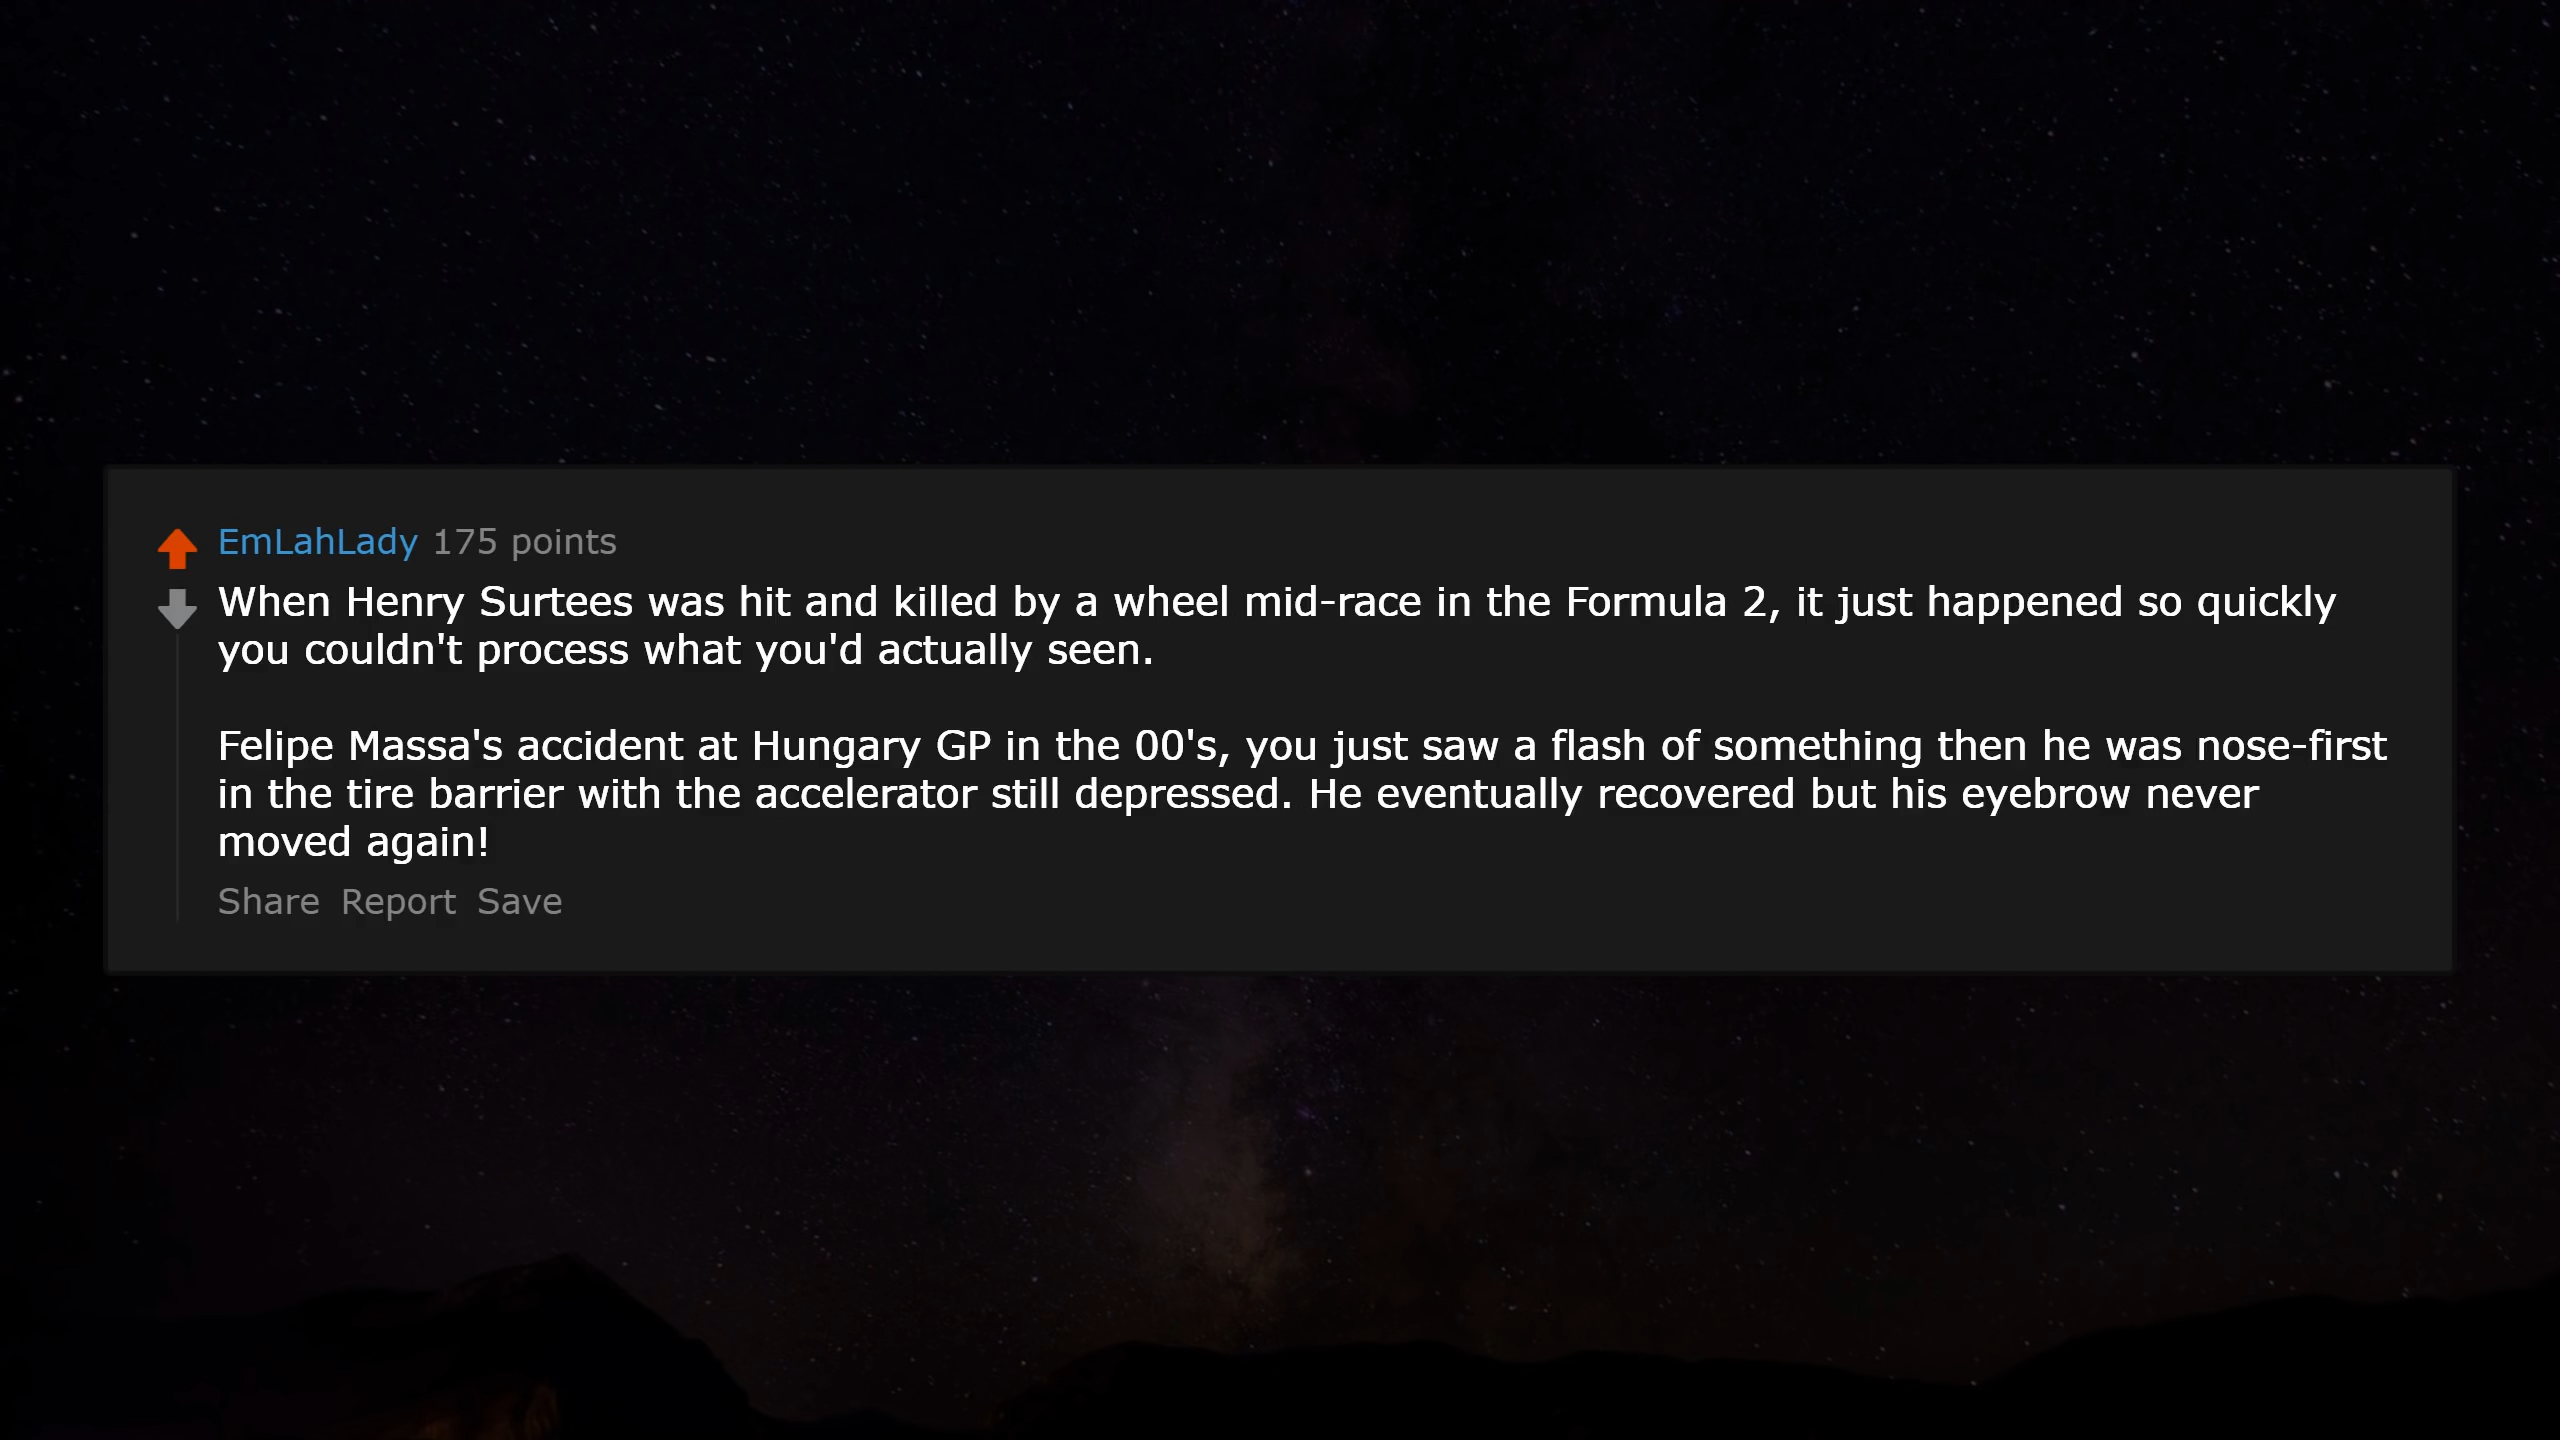 EmLahLady 175 points
When Henry Surtees was hit and killed by a wheel mid-race in the Formula 2, it just happened so quickly
you couldn't process what you'd actually seen.
Felipe Massa's accident at Hungary GP in the 00's, you just saw a flash of something then he was nose-first
in the tire barrier with the accelerator still depressed. He eventually recovered but his eyebrow never
moved again!
Share Report Save